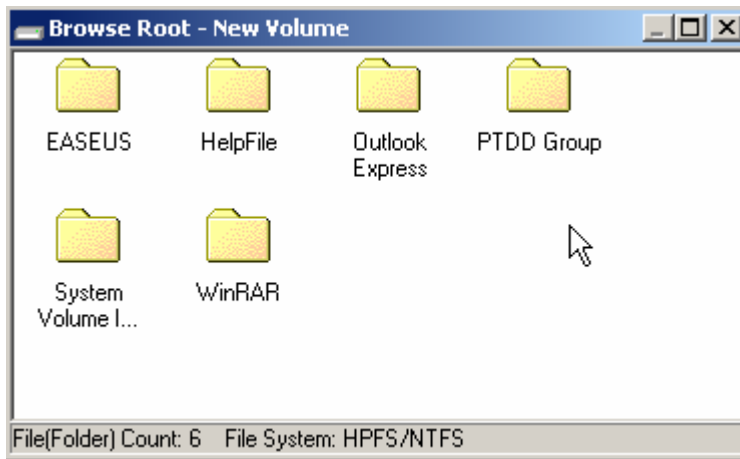 Browse Root - New Volume
EASEUS
HelpFile
Outlook
Express
PTDD Group
System
Volume I...
WinRAR
File(Folder) Count: 6 File System: HPFS/NTFS